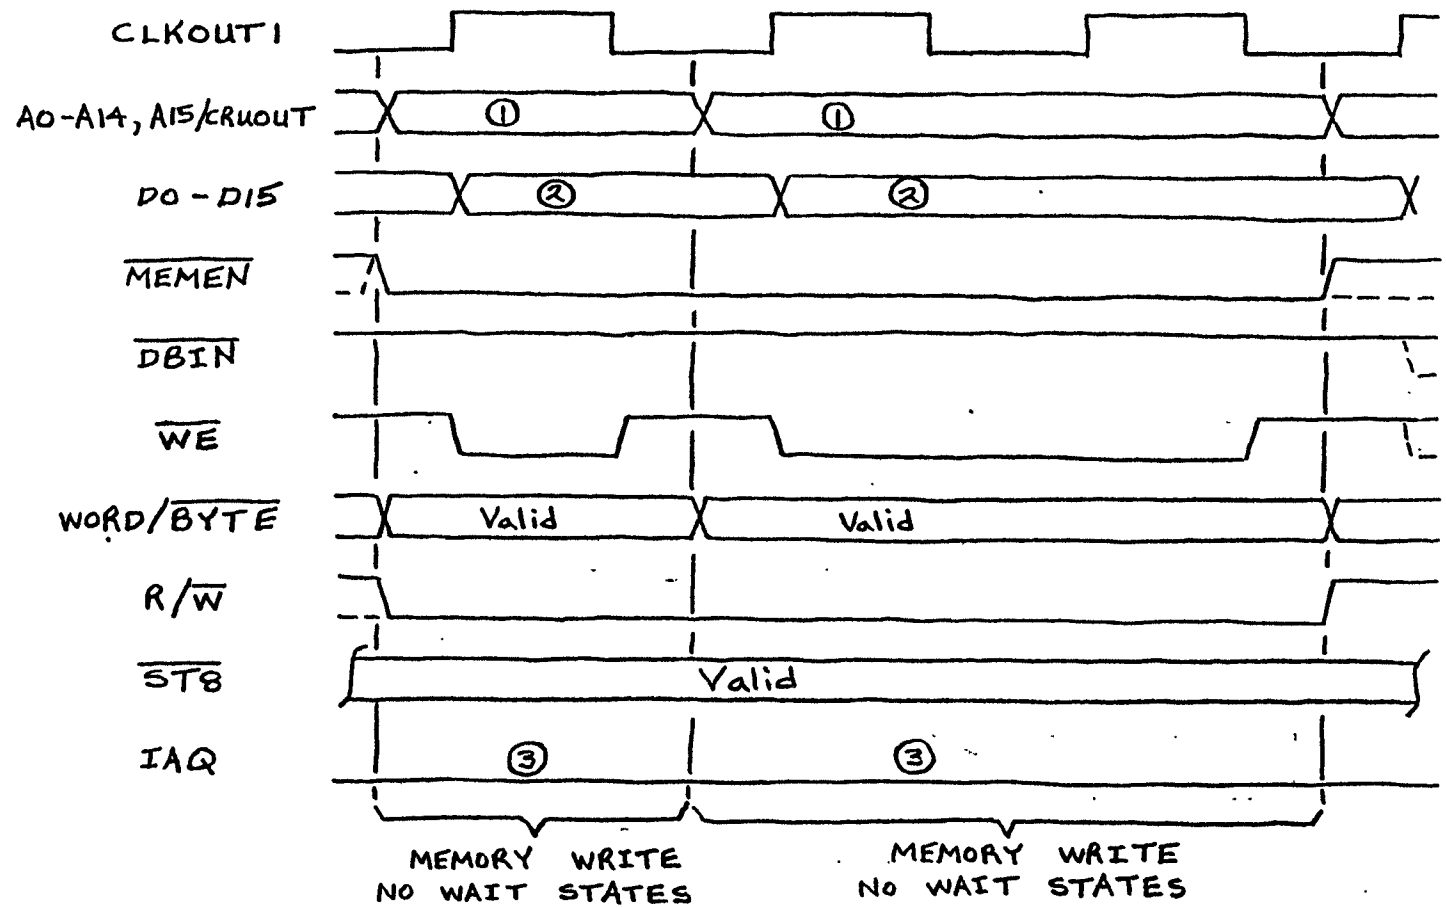 CLKOUT1
A0-A14, A15/CRUOUT
①
①
D0-D15
②
②
MEMEN
DBIN
WE
WORD/BYTE
Valid
Valid
R/W
ST8
Valid
IAQ
③
③
MEMORY WRITE
NO WAIT STATES
MEMORY WRITE
NO WAIT STATES